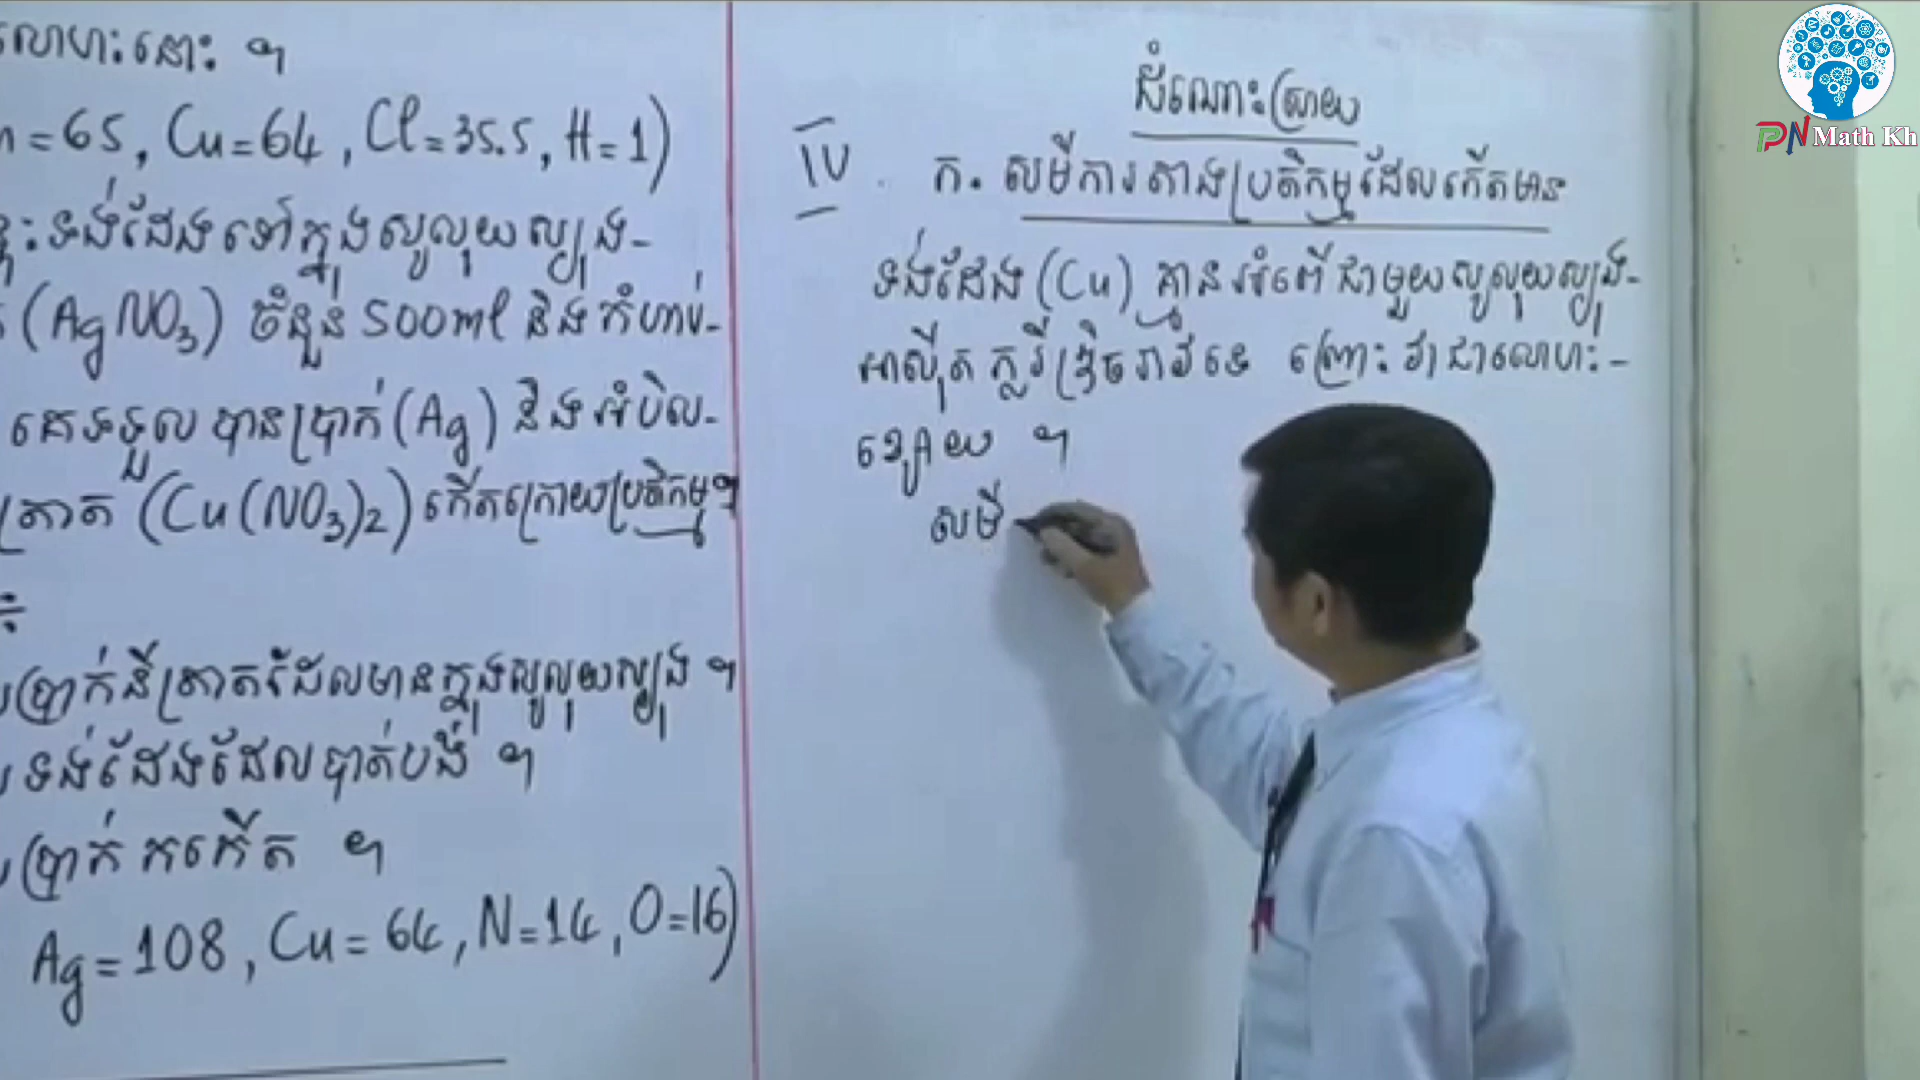 លោហៈនោះ ។
= 65, Cu = 64, Cl = 35.5, H = 1)
ទង់ដែងទៅក្នុងសូលុយស្យុង-
(AgNO₃) ចំនួន 500ml និង កំហាប់-
គេទទួលបានប្រាក់ (Ag) និងអំបិល-
ត្រាត (Cu(NO₃)₂) កើតក្រោយប្រតិកម្ម។
ប្រាក់នីត្រាតដែលមានក្នុងសូលុយស្យុង ។
ទង់ដែងដែលបាត់បង់ ។
ប្រាក់ កកើត ។
Ag = 108, Cu = 64, N = 14, O = 16)
ដំណោះស្រាយ
IV. ក. សមីការតាងប្រតិកម្មដែលកើតមាន
ទង់ដែង (Cu) គ្មានអំពើជាមួយសូលុយស្យុង-
អាស៊ីតក្លរីឌ្រិចរាវទេ ព្រោះវាជាលោហៈ-
ខ្សោយ ។
សមី
PN Math Kh